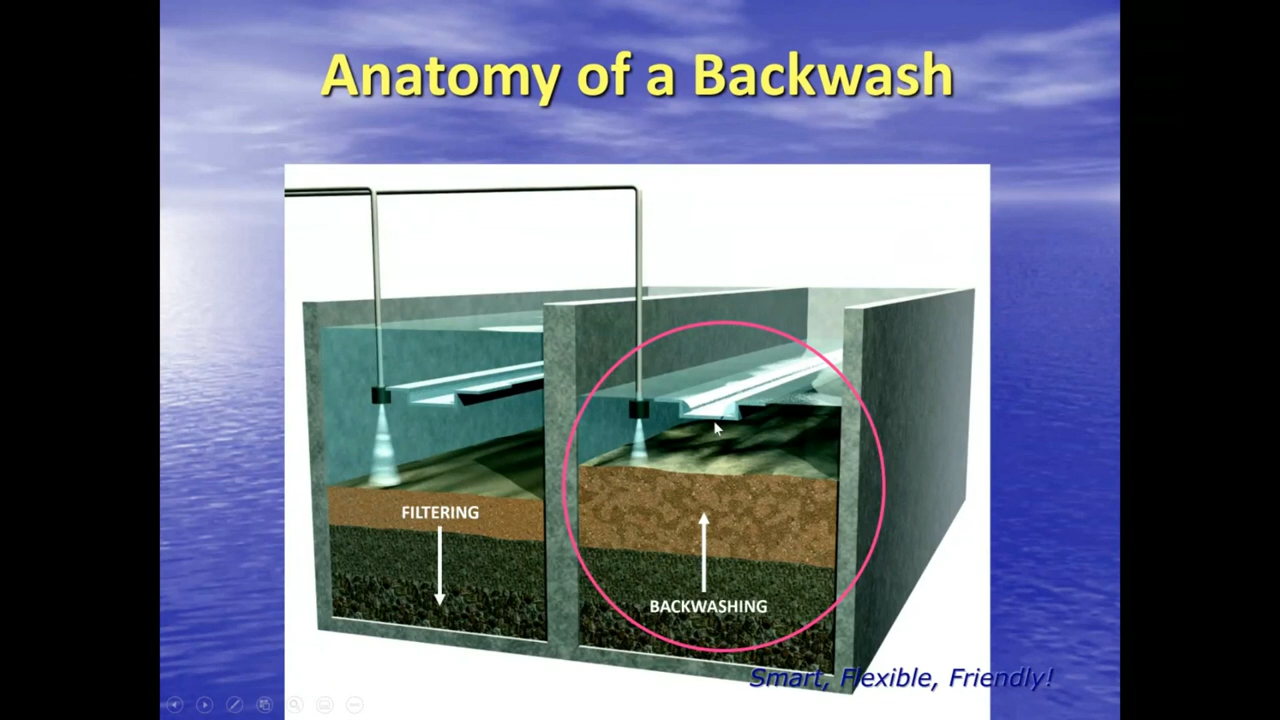 Anatomy of a Backwash
FILTERING
BACKWASHING
Smart, Flexible, Friendly!